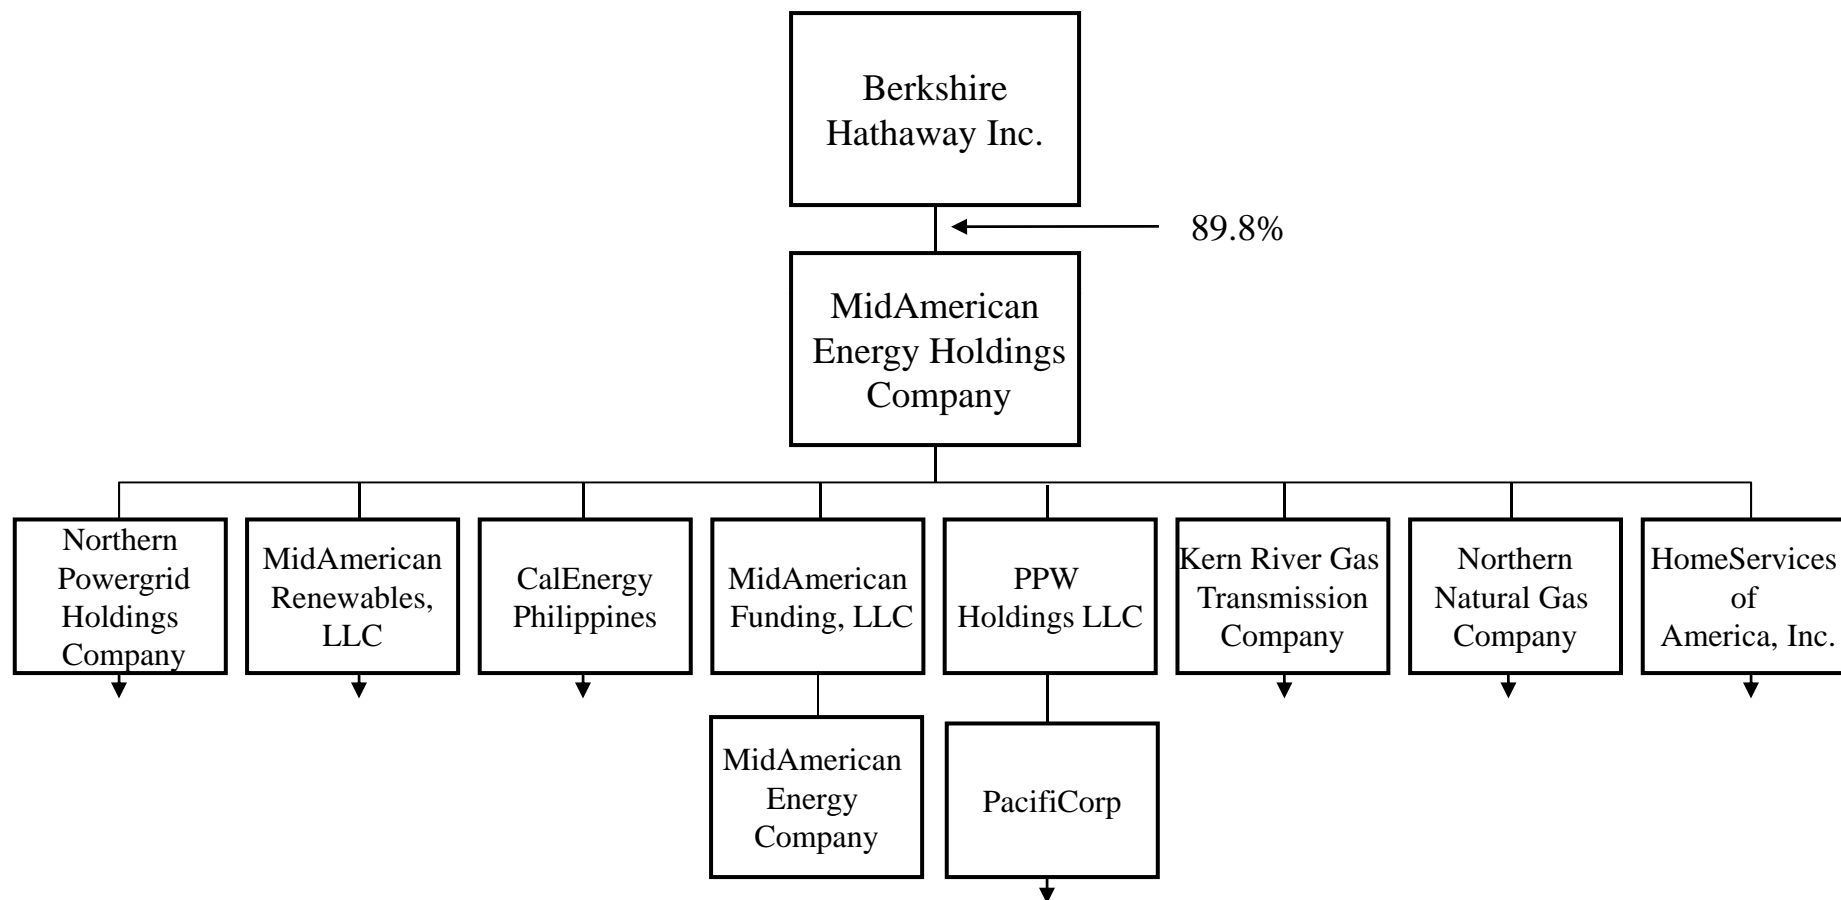 Berkshire
Hathaway Inc.
89.8%
MidAmerican
Energy Holdings
Company
Northern
Powergrid
Holdings
Company
MidAmerican
Renewables,
LLC
CalEnergy
Philippines
MidAmerican
Funding, LLC
PPW
Holdings LLC
Kern River Gas
Transmission
Company
Northern
Natural Gas
Company
HomeServices
of
America, Inc.
MidAmerican
Energy
Company
PacifiCorp